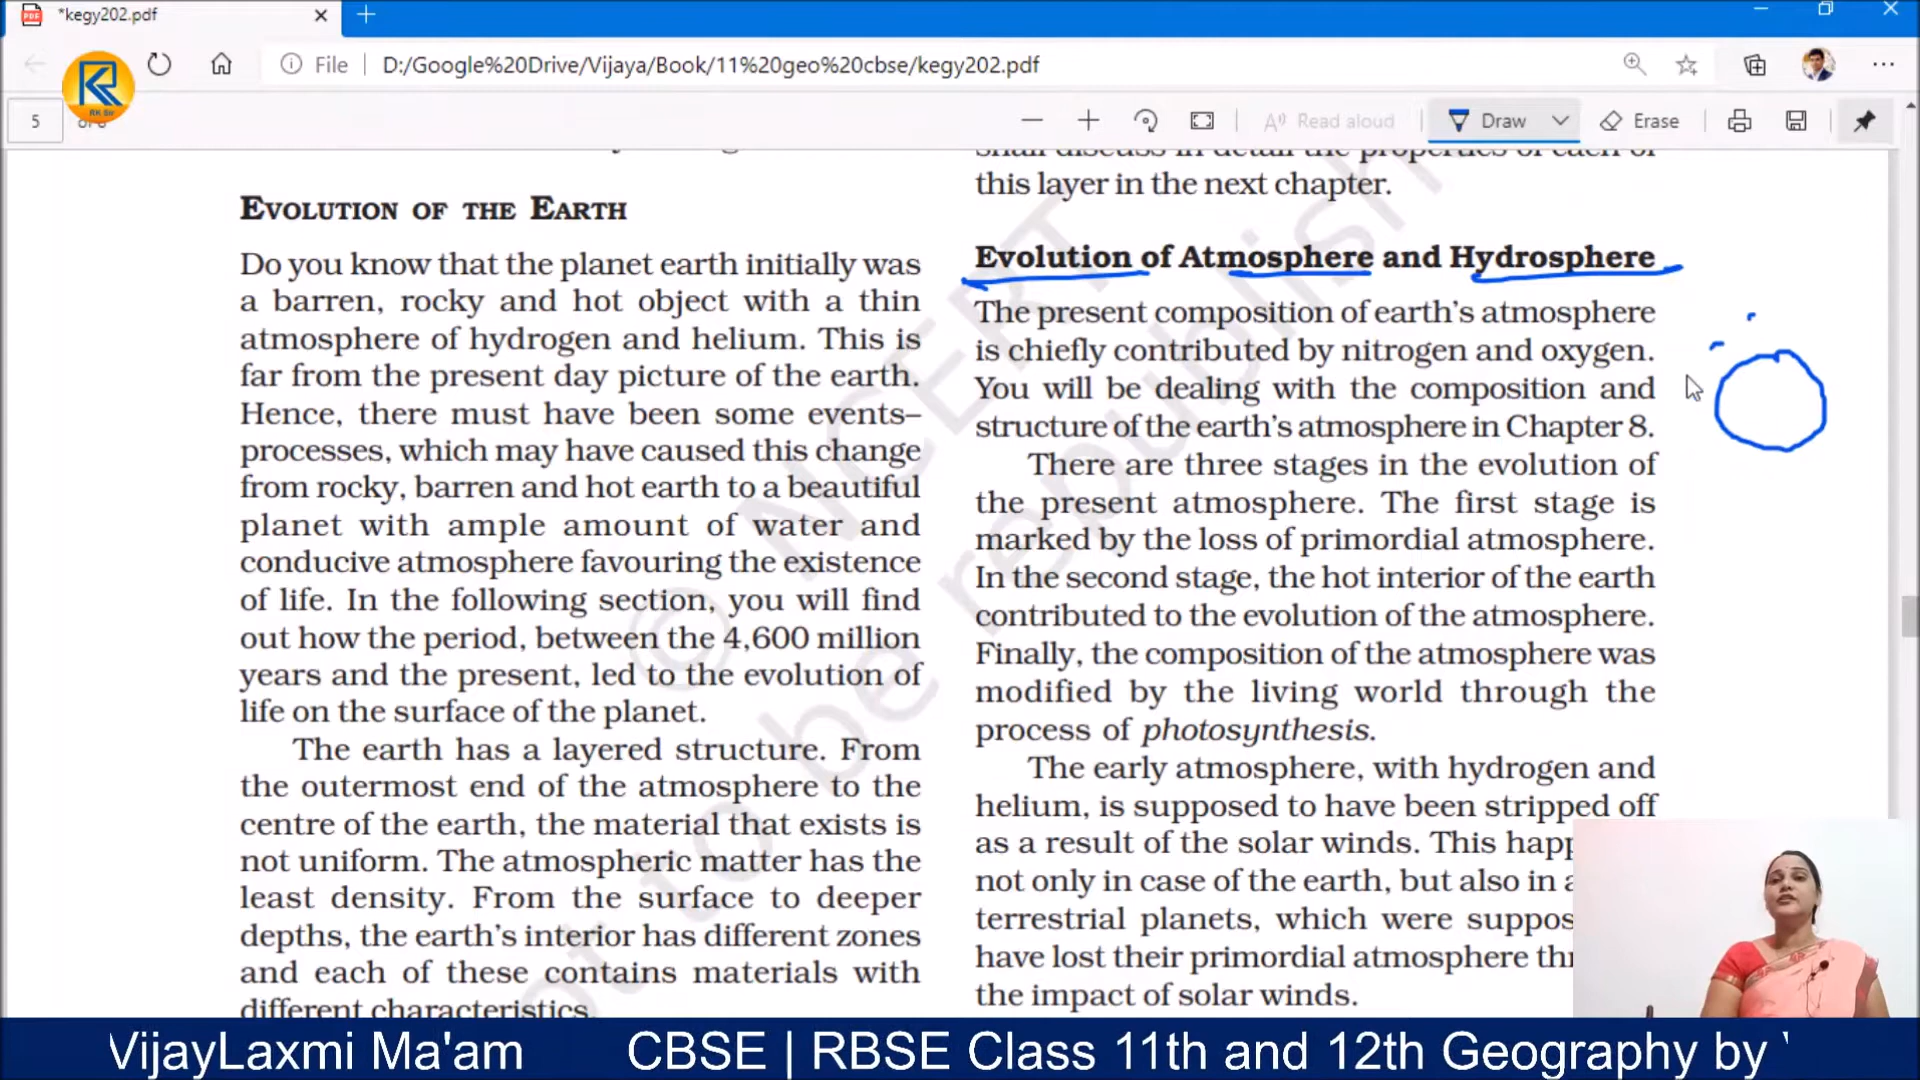 *kegy202.pdf
File
D:/Google%20Drive/Vijaya/Book/11%20geo%20cbse/kegy202.pdf
RK Sir
5
Read aloud
Draw
Erase
EVOLUTION OF THE EARTH
Do you know that the planet earth initially was
a barren, rocky and hot object with a thin
atmosphere of hydrogen and helium. This is
far from the present day picture of the earth.
Hence, there must have been some events–
processes, which may have caused this change
from rocky, barren and hot earth to a beautiful
planet with ample amount of water and
conducive atmosphere favouring the existence
of life. In the following section, you will find
out how the period, between the 4,600 million
years and the present, led to the evolution of
life on the surface of the planet.
The earth has a layered structure. From
the outermost end of the atmosphere to the
centre of the earth, the material that exists is
not uniform. The atmospheric matter has the
least density. From the surface to deeper
depths, the earth's interior has different zones
and each of these contains materials with
different characteristics.
shall discuss in detail the properties of each of
this layer in the next chapter.
Evolution of Atmosphere and Hydrosphere
The present composition of earth's atmosphere
is chiefly contributed by nitrogen and oxygen.
You will be dealing with the composition and
structure of the earth's atmosphere in Chapter 8.
There are three stages in the evolution of
the present atmosphere. The first stage is
marked by the loss of primordial atmosphere.
In the second stage, the hot interior of the earth
contributed to the evolution of the atmosphere.
Finally, the composition of the atmosphere was
modified by the living world through the
process of photosynthesis.
The early atmosphere, with hydrogen and
helium, is supposed to have been stripped off
as a result of the solar winds. This
not only in case of the earth, but also in
terrestrial planets, which were
have lost their primordial atmosphere
the impact of solar winds.
© NCERT
not to be republish
VijayLaxmi Ma'am
CBSE | RBSE Class 11th and 12th Geography by